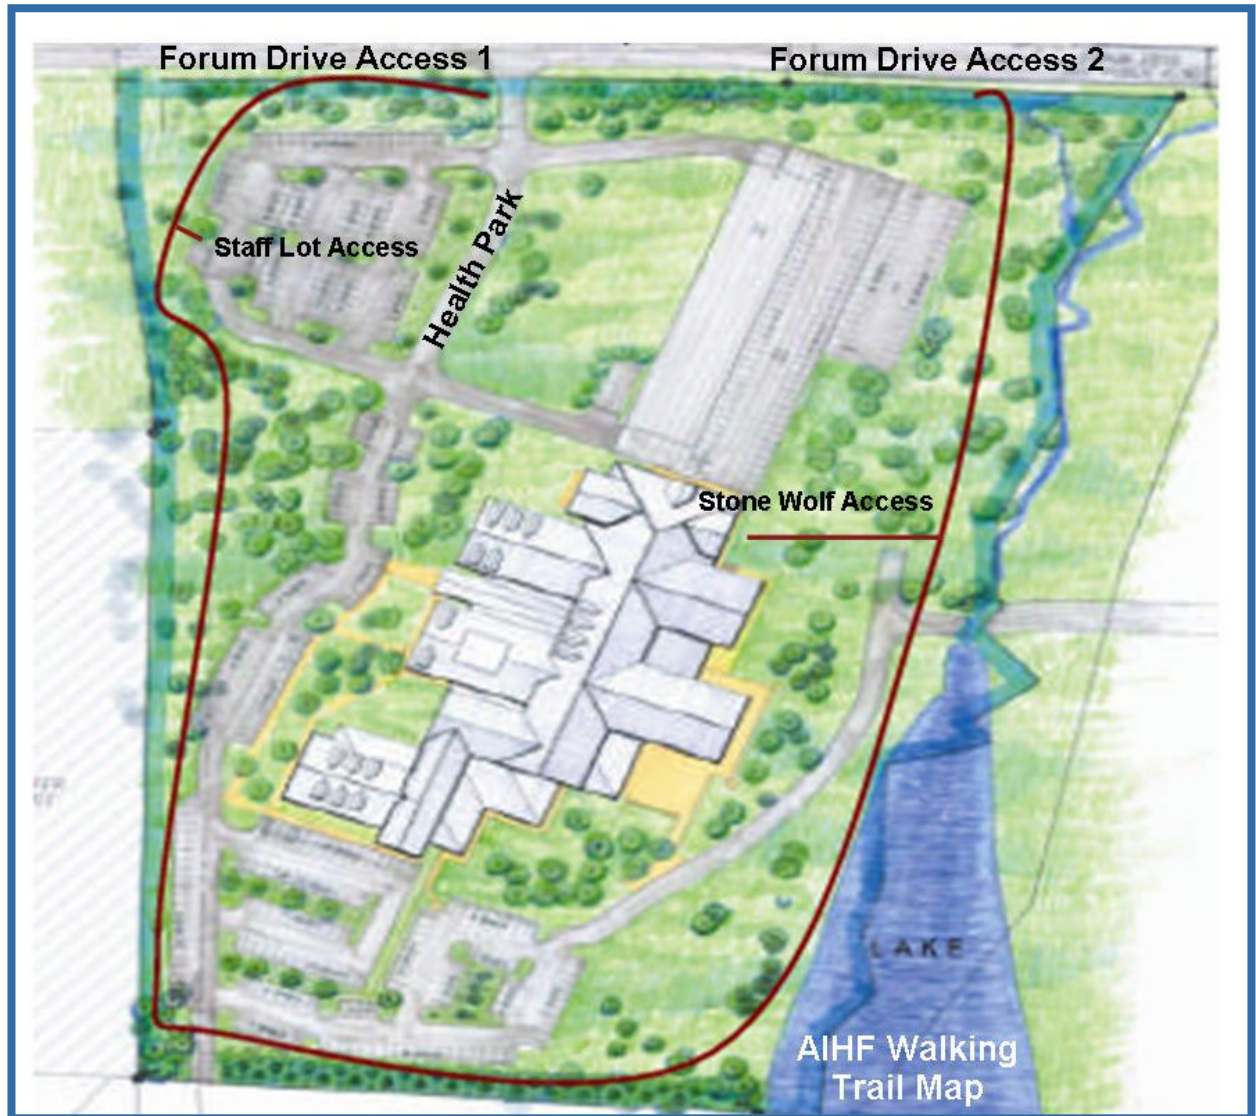 Forum Drive Access 1
Forum Drive Access 2
Health Park
Staff Lot Access
Stone Wolf Access
LAKE
AIHF Walking
Trail Map